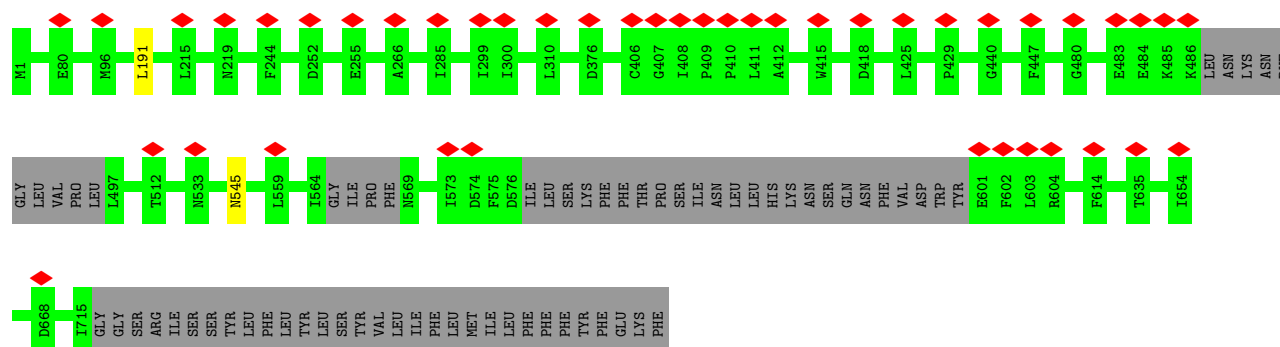 M1 E80 M96 L191 L215 N219 F244 D252 E255 A266 I285 I299 I300 L310 D376 C406 G407 I408 P409 P410 L411 A412 W415 D418 L425 P429 G440 F447 G480 E483 E484 K485 K486 LEU ASN LYS ASN
GLY LEU VAL PRO LEU L497 T512 N533 N545 L559 I564 GLY ILE PRO PHE N569 I573 D574 F575 D576 ILE LEU SER LYS PHE PHE THR PRO SER ILE ASN LEU LEU HIS LYS ASN SER GLN ASN PHE VAL ASP TRP TYR E601 F602 L603 R604 F614 T635 I654
D668 I715 GLY GLY SER ARG ILE SER SER TYR LEU PHE LEU TYR LEU SER TYR VAL LEU ILE PHE LEU MET ILE LEU PHE PHE PHE TYR PHE GLU LYS PHE